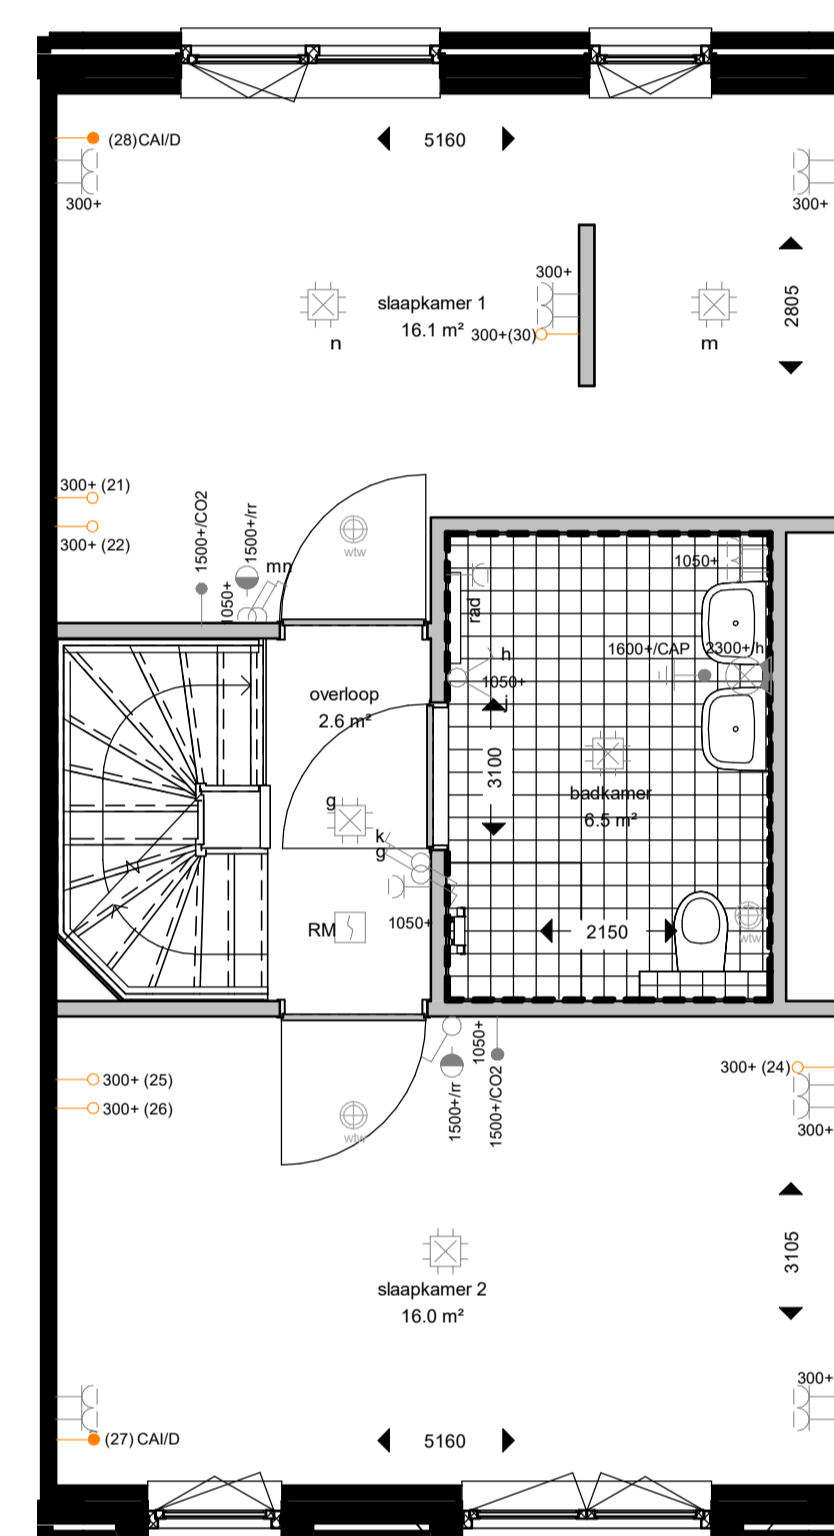 (28) CAI/D
5160
300+
300+
2805
300+
slaapkamer 1
16.1 m²
300+(30)
n
m
300+ (21)
300+ (22)
1500+/CO2
1500+/rr
1050+
mn
wtw
1050+
rad
h
1050+
1600+/CAP
2300+/h
overloop
2.6 m²
3100
badkamer
6.5 m²
g
k
g
1050+
RM
2150
wtw
300+ (25)
300+ (26)
1050+
1500+/rr
1500+/CO2
wtw
300+ (24)
300+
3105
slaapkamer 2
16.0 m²
300+
(27) CAI/D
5160